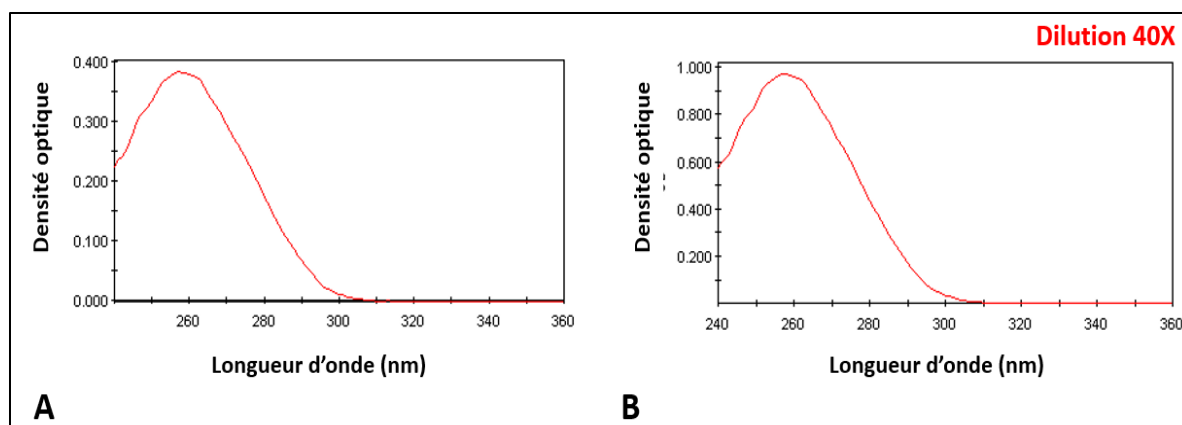 Dilution 40X
Densité optique
0.400
0.300
0.200
0.100
0.000
260 280 300 320 340 360
Longueur d'onde (nm)
A
Densité optique
1.000
0.800
0.600
0.400
0.200
240 260 280 300 320 340 360
Longueur d'onde (nm)
B